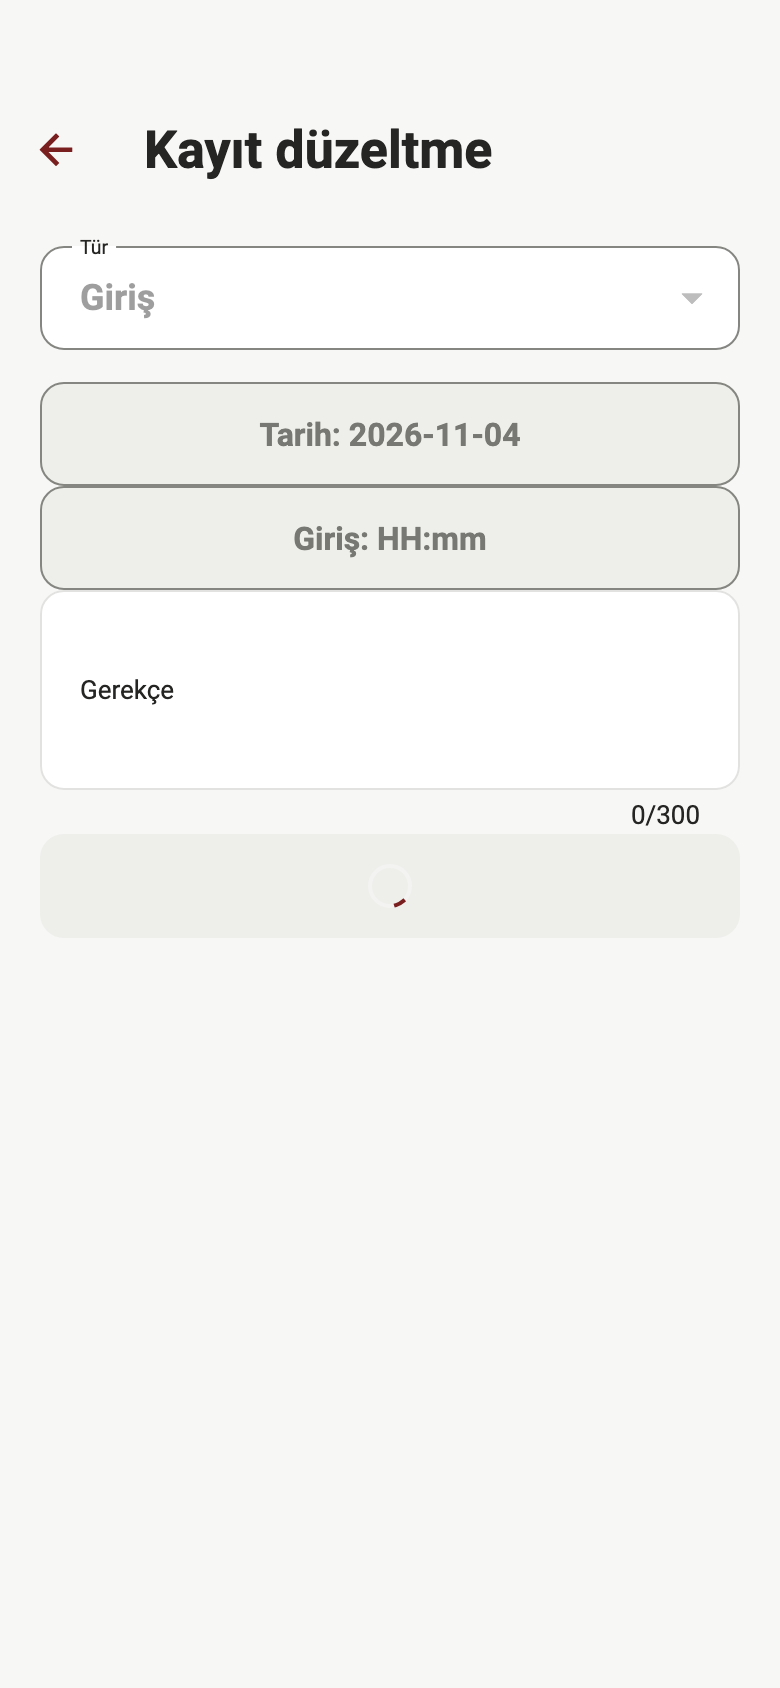 Kayıt düzeltme
Tür
Giriş
Tarih: 2026-11-04
Giriş: HH:mm
Gerekçe
0/300